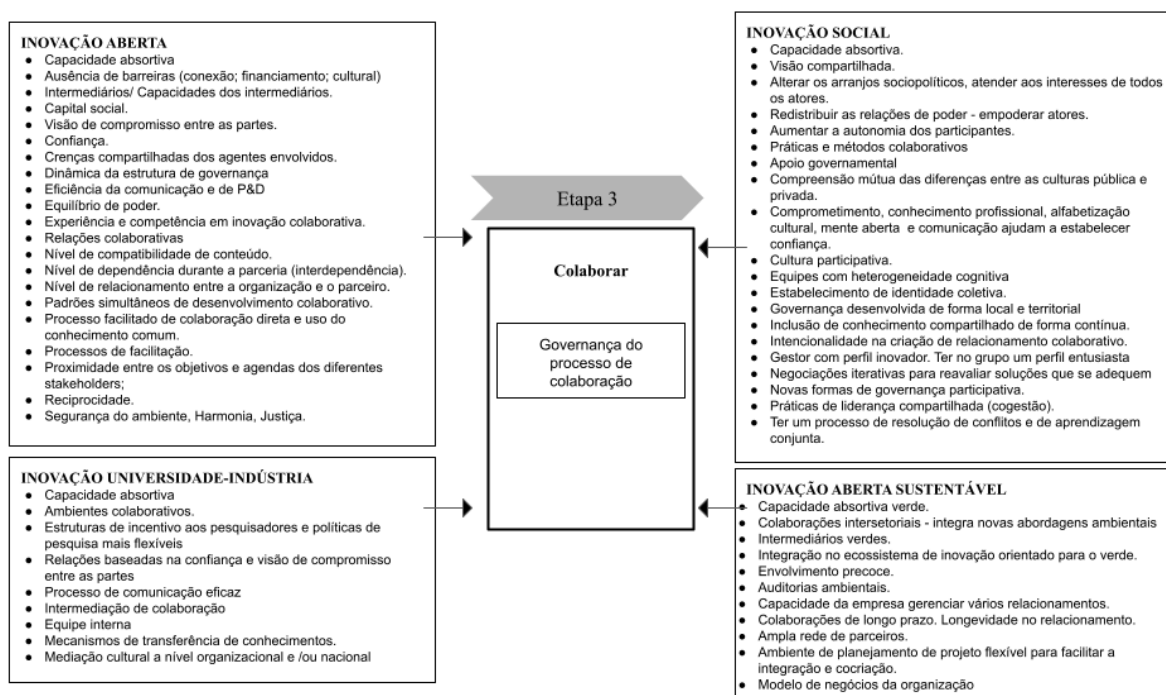 INOVAÇÃO ABERTA
● Capacidade absortiva
● Ausência de barreiras (conexão; financiamento; cultural)
● Intermediários/ Capacidades dos intermediários.
● Capital social.
● Visão de compromisso entre as partes.
● Confiança.
● Crenças compartilhadas dos agentes envolvidos.
● Dinâmica da estrutura de governança
● Eficiência da comunicação e de P&D
● Equilíbrio de poder.
● Experiência e competência em inovação colaborativa.
● Relações colaborativas
● Nível de compatibilidade de conteúdo.
● Nível de dependência durante a parceria (interdependência).
● Nível de relacionamento entre a organização e o parceiro.
● Padrões simultâneos de desenvolvimento colaborativo.
● Processo facilitado de colaboração direta e uso do
conhecimento comum.
● Processos de facilitação.
● Proximidade entre os objetivos e agendas dos diferentes
stakeholders;
● Reciprocidade.
● Segurança do ambiente, Harmonia, Justiça.
INOVAÇÃO UNIVERSIDADE-INDÚSTRIA
● Capacidade absortiva
● Ambientes colaborativos.
● Estruturas de incentivo aos pesquisadores e políticas de
pesquisa mais flexíveis
● Relações baseadas na confiança e visão de compromisso
entre as partes
● Processo de comunicação eficaz
● Intermediação de colaboração
● Equipe interna
● Mecanismos de transferência de conhecimentos.
● Mediação cultural a nível organizacional e /ou nacional
Etapa 3
Colaborar
Governança do
processo de
colaboração
INOVAÇÃO SOCIAL
● Capacidade absortiva.
● Visão compartilhada.
● Alterar os arranjos sociopolíticos, atender aos interesses de todos
os atores.
● Redistribuir as relações de poder - empoderar atores.
● Aumentar a autonomia dos participantes.
● Práticas e métodos colaborativos
● Apoio governamental
● Compreensão mútua das diferenças entre as culturas pública e
privada.
● Comprometimento, conhecimento profissional, alfabetização
cultural, mente aberta e comunicação ajudam a estabelecer
confiança.
● Cultura participativa.
● Equipes com heterogeneidade cognitiva
● Estabelecimento de identidade coletiva.
● Governança desenvolvida de forma local e territorial
● Inclusão de conhecimento compartilhado de forma contínua.
● Intencionalidade na criação de relacionamento colaborativo.
● Gestor com perfil inovador. Ter no grupo um perfil entusiasta
● Negociações iterativas para reavaliar soluções que se adequem
● Novas formas de governança participativa.
● Práticas de liderança compartilhada (cogestão).
● Ter um processo de resolução de conflitos e de aprendizagem
conjunta.
INOVAÇÃO ABERTA SUSTENTÁVEL
● Capacidade absortiva verde.
● Colaborações intersetoriais - integra novas abordagens ambientais
● Intermediários verdes.
● Integração no ecossistema de inovação orientado para o verde.
● Envolvimento precoce.
● Auditorias ambientais.
● Capacidade da empresa gerenciar vários relacionamentos.
● Colaborações de longo prazo. Longevidade no relacionamento.
● Ampla rede de parceiros.
● Ambiente de planejamento de projeto flexível para facilitar a
integração e cocriação.
● Modelo de negócios da organização